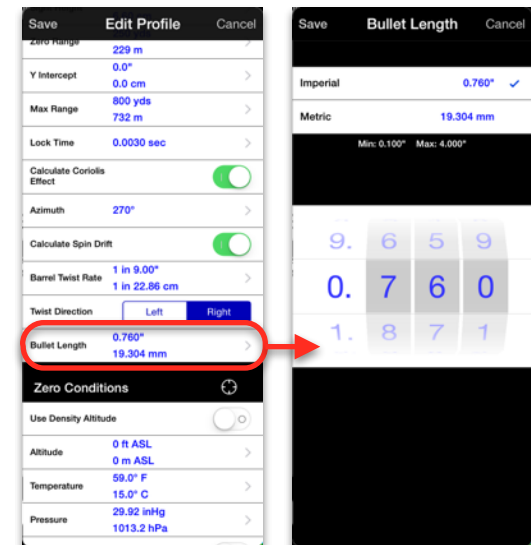 Save Edit Profile Cancel
Zero Range
229 m
Y Intercept
0.0"
0.0 cm
Max Range
800 yds
732 m
Lock Time
0.0030 sec
Calculate Coriolis
Effect
Azimuth
270°
Calculate Spin Drift
Barrel Twist Rate
1 in 9.00"
1 in 22.86 cm
Twist Direction
Left Right
Bullet Length
0.760"
19.304 mm
Zero Conditions
Use Density Altitude
Altitude
0 ft ASL
0 m ASL
Temperature
59.0° F
15.0° C
Pressure
29.92 inHg
1013.2 hPa
Save Bullet Length Cancel
Imperial 0.760"
Metric 19.304 mm
Min: 0.100" Max: 4.000"
9. 6 5 9
0. 7 6 0
1. 8 7 1